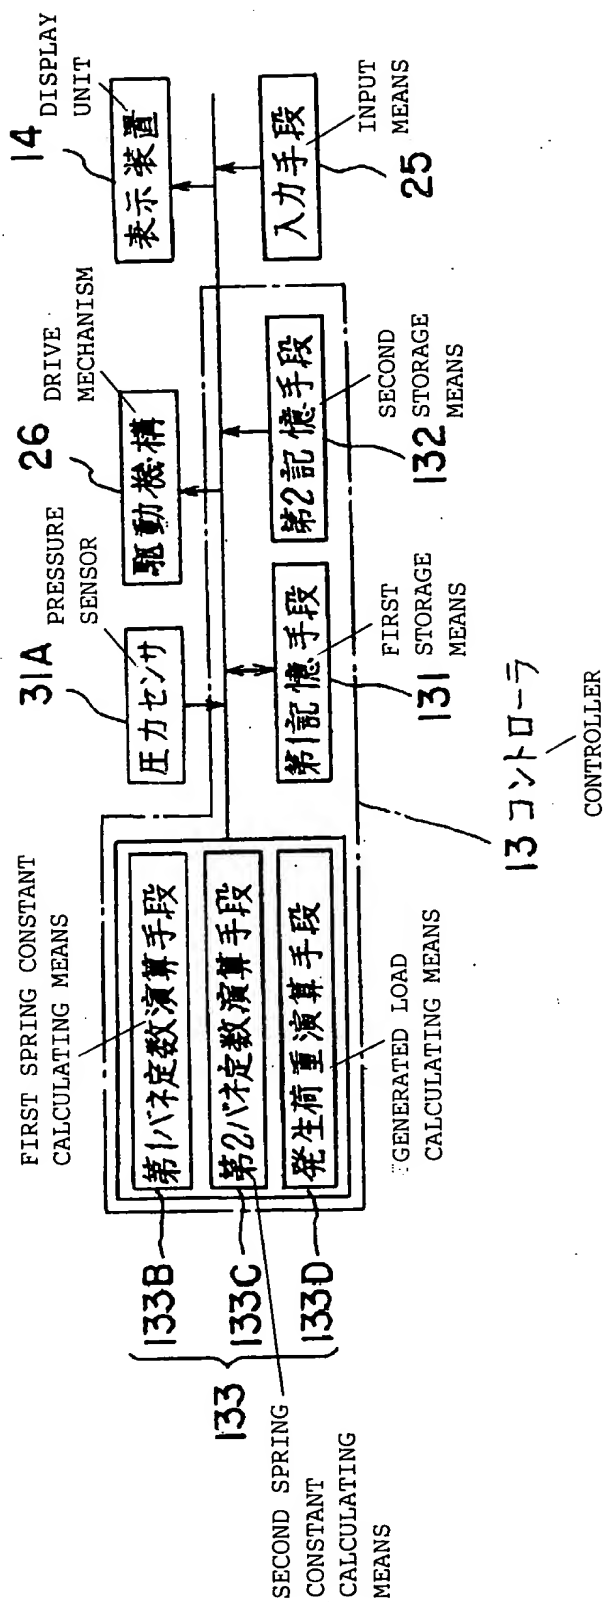 FIRST SPRING CONSTANT
CALCULATING MEANS
31A
PRESSURE
SENSOR
圧力センサ
26
DRIVE
MECHANISM
駆動機構
14
DISPLAY
UNIT
表示装置
133B
第1バネ定数演算手段
133
133C
第2バネ定数演算手段
133D
発生荷重演算手段
SECOND SPRING
CONSTANT
CALCULATING
MEANS
GENERATED LOAD
CALCULATING MEANS
第1記憶手段
131
FIRST
STORAGE
MEANS
第2記憶手段
132
SECOND
STORAGE
MEANS
入力手段
25
INPUT
MEANS
13 コントローラ
CONTROLLER